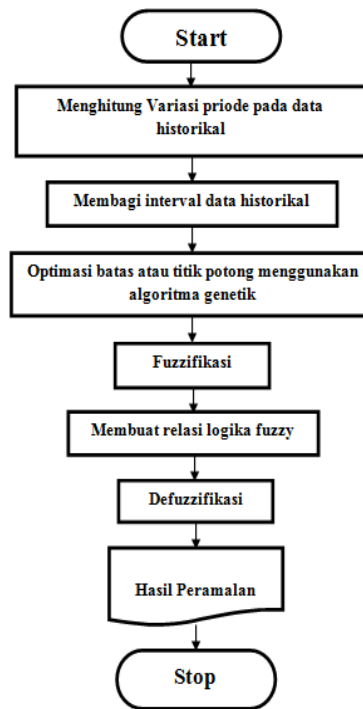 Start
Menghitung Variasi priode pada data
historikal
Membagi interval data historikal
Optimasi batas atau titik potong menggunakan
algoritma genetik
Fuzzifikasi
Membuat relasi logika fuzzy
Defuzzifikasi
Hasil Peramalan
Stop